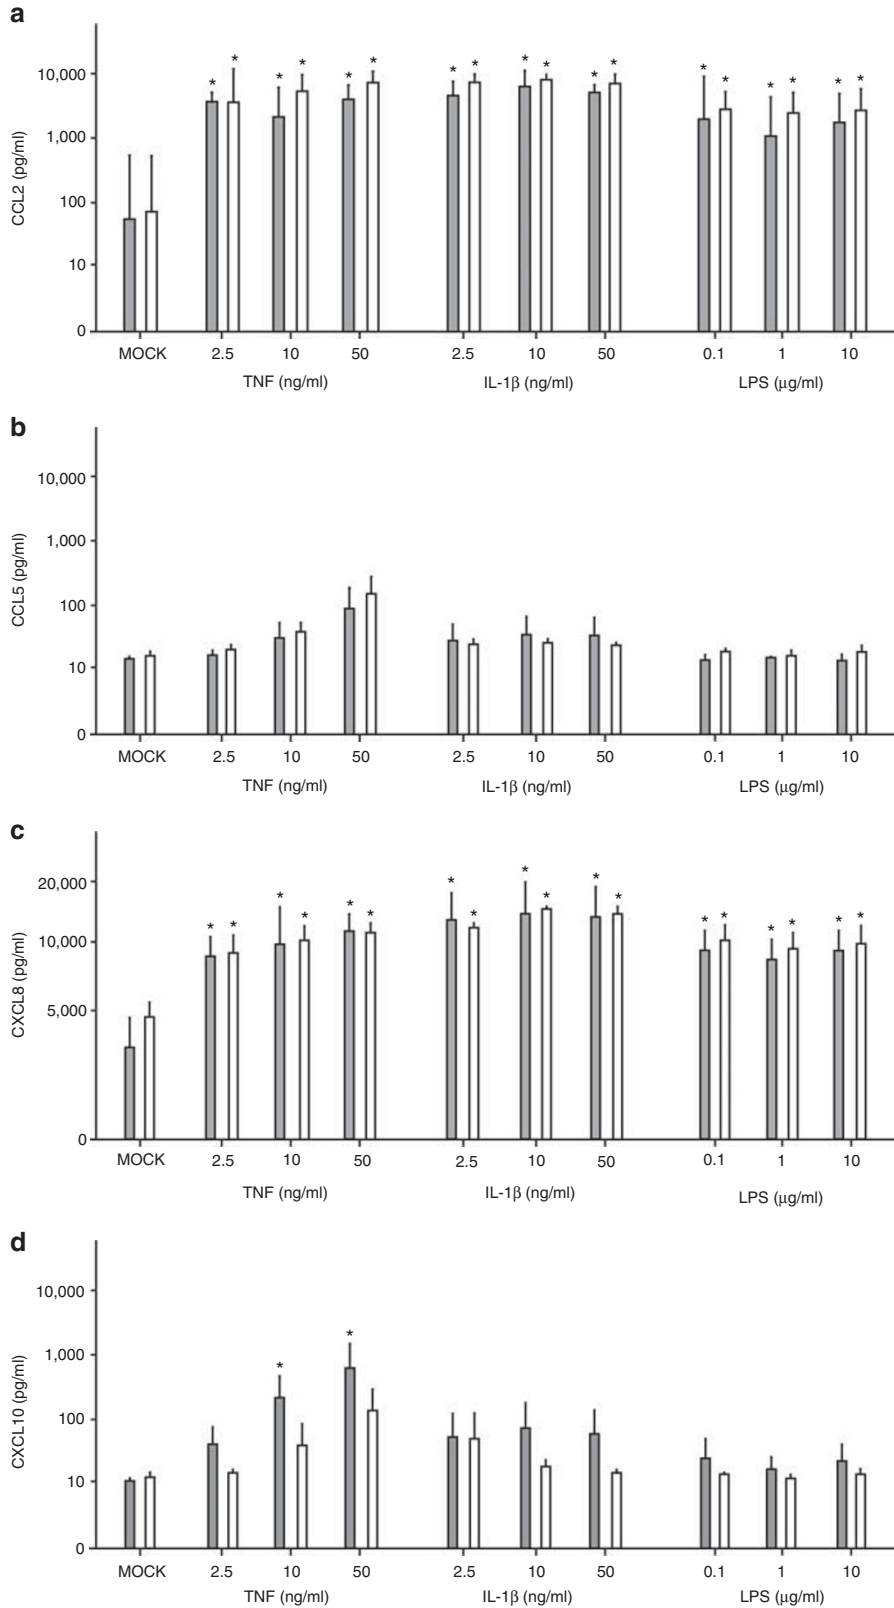 a
* * * * * * * * * * * * * * * * * *
10,000
1,000
100
10
0
CCL2 (pg/ml)
MOCK 2.5 10 50 2.5 10 50 0.1 1 10
TNF (ng/ml) IL-1β (ng/ml) LPS (µg/ml)
b
10,000
1,000
100
10
0
CCL5 (pg/ml)
MOCK 2.5 10 50 2.5 10 50 0.1 1 10
TNF (ng/ml) IL-1β (ng/ml) LPS (µg/ml)
c
* * * * * * * * * * * * * * * * * *
20,000
10,000
5,000
0
CXCL8 (pg/ml)
MOCK 2.5 10 50 2.5 10 50 0.1 1 10
TNF (ng/ml) IL-1β (ng/ml) LPS (µg/ml)
d
* *
10,000
1,000
100
10
0
CXCL10 (pg/ml)
MOCK 2.5 10 50 2.5 10 50 0.1 1 10
TNF (ng/ml) IL-1β (ng/ml) LPS (µg/ml)